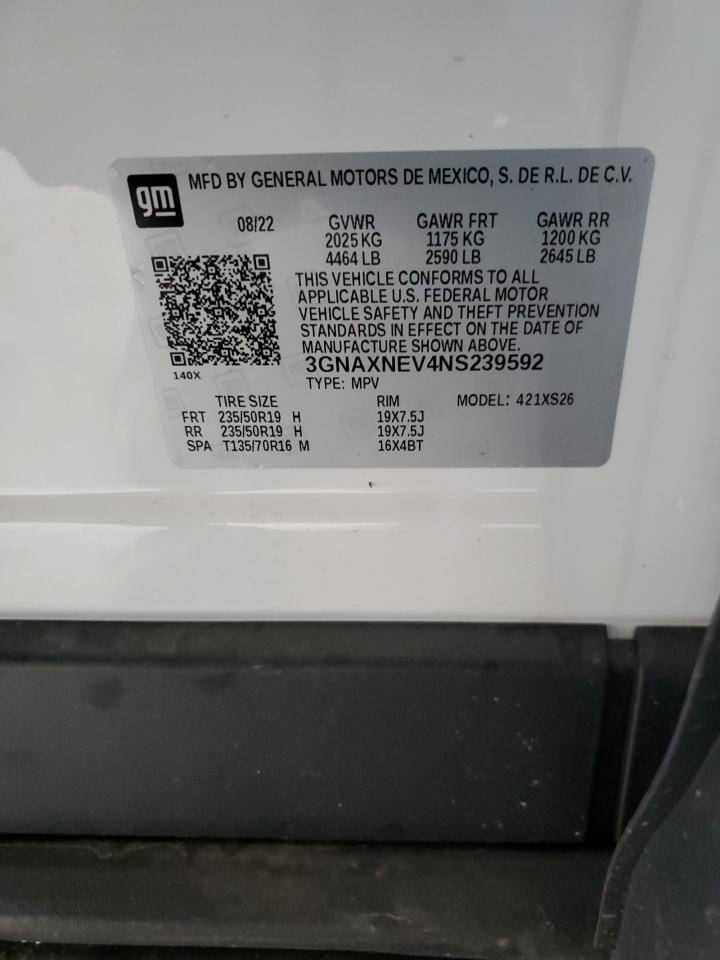 gm MFD BY GENERAL MOTORS DE MEXICO, S. DE R.L. DE C.V.
08/22 GVWR GAWR FRT GAWR RR
2025 KG 1175 KG 1200 KG
4464 LB 2590 LB 2645 LB
THIS VEHICLE CONFORMS TO ALL
APPLICABLE U.S. FEDERAL MOTOR
VEHICLE SAFETY AND THEFT PREVENTION
STANDARDS IN EFFECT ON THE DATE OF
MANUFACTURE SHOWN ABOVE.
3GNAXNEV4NS239592
140X
TYPE: MPV
TIRE SIZE RIM MODEL: 421XS26
FRT 235/50R19 H 19X7.5J
RR 235/50R19 H 19X7.5J
SPA T135/70R16 M 16X4BT